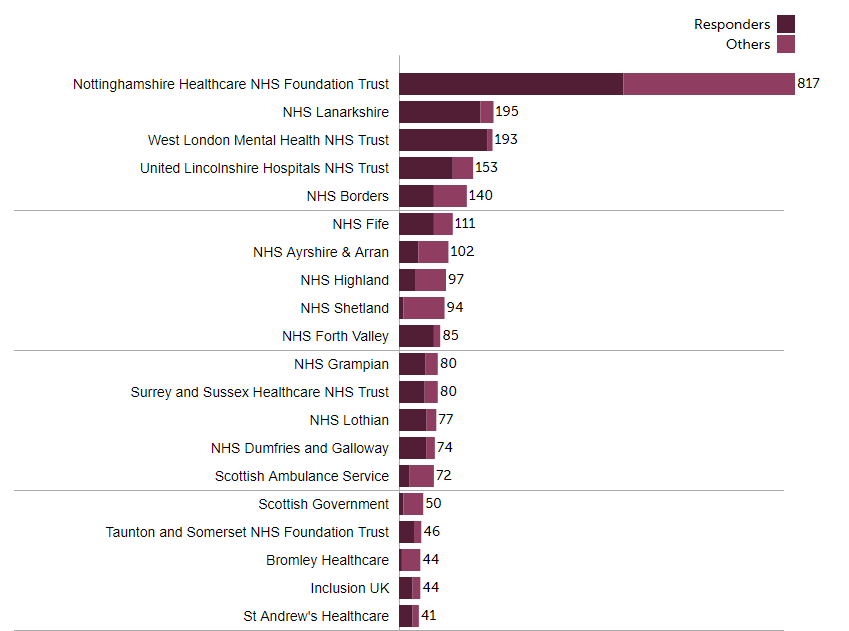 Responders
Others
Nottinghamshire Healthcare NHS Foundation Trust 817
NHS Lanarkshire 195
West London Mental Health NHS Trust 193
United Lincolnshire Hospitals NHS Trust 153
NHS Borders 140
NHS Fife 111
NHS Ayrshire & Arran 102
NHS Highland 97
NHS Shetland 94
NHS Forth Valley 85
NHS Grampian 80
Surrey and Sussex Healthcare NHS Trust 80
NHS Lothian 77
NHS Dumfries and Galloway 74
Scottish Ambulance Service 72
Scottish Government 50
Taunton and Somerset NHS Foundation Trust 46
Bromley Healthcare 44
Inclusion UK 44
St Andrew's Healthcare 41